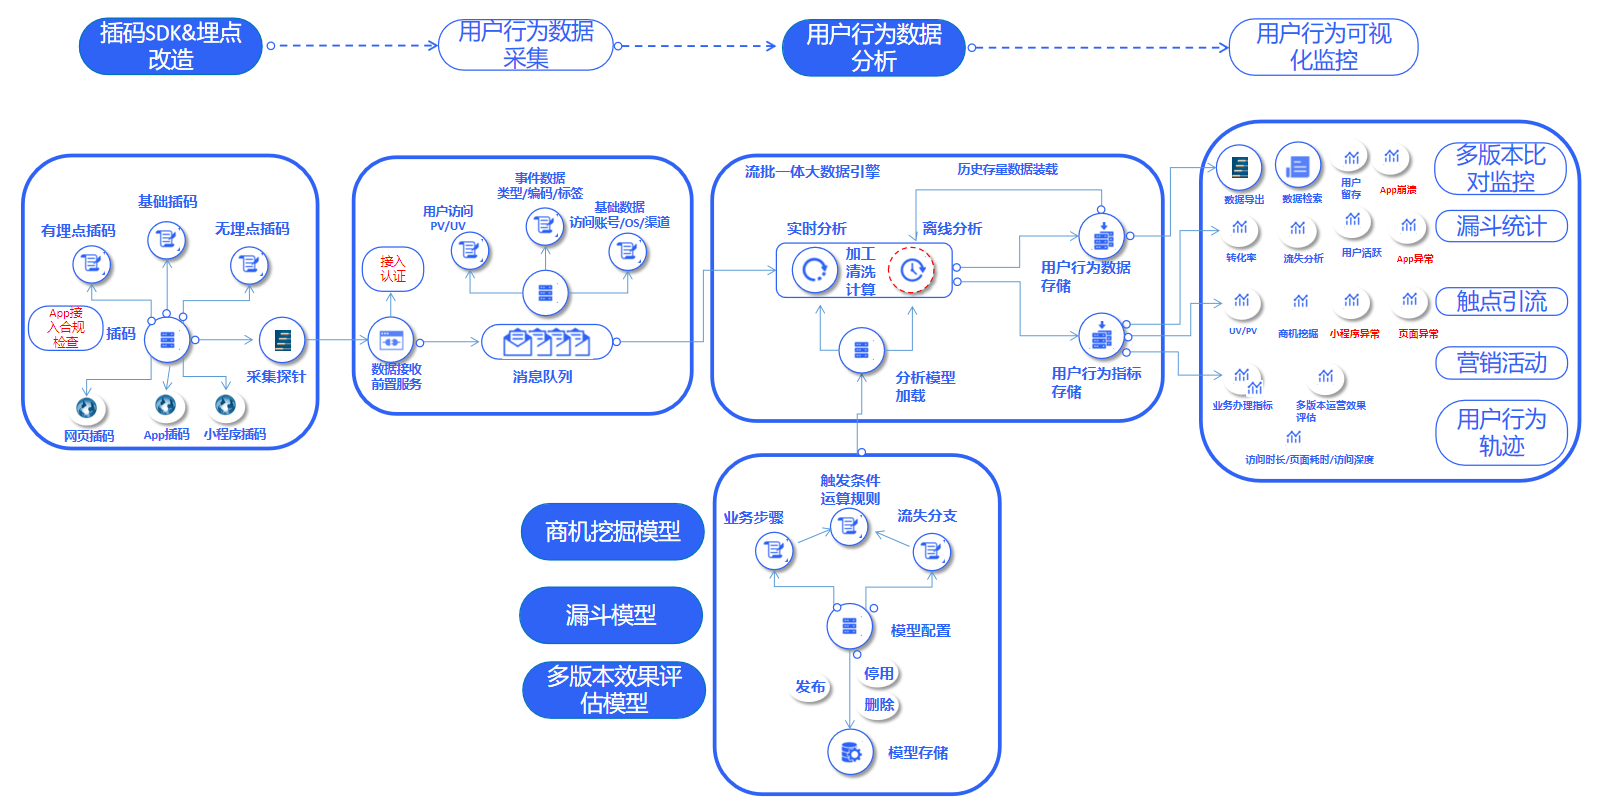 插码SDK&埋点
改造
用户行为数据
采集
用户行为数据
分析
用户行为可视
化监控
基础插码
有埋点插码
无埋点插码
App接
入合规
检查
插码
采集探针
网页插码
App插码
小程序插码
事件数据
类型/编码/标签
用户访问
PV/UV
基础数据
访问账号/OS/渠道
接入
认证
数据接收
前置服务
消息队列
流批一体大数据引擎
历史存量数据装载
实时分析
离线分析
加工
清洗
计算
用户行为数据
存储
用户行为指标
存储
分析模型
加载
数据导出
数据检索
用户
留存
App崩溃
转化率
流失分析
用户活跃
App异常
UV/PV
商机挖掘
小程序异常
页面异常
业务办理指标
多版本运营效果
评估
访问时长/页面耗时/访问深度
多版本比
对监控
漏斗统计
触点引流
营销活动
用户行为
轨迹
商机挖掘模型
漏斗模型
多版本效果评
估模型
触发条件
运算规则
业务步骤
流失分支
模型配置
发布
停用
删除
模型存储